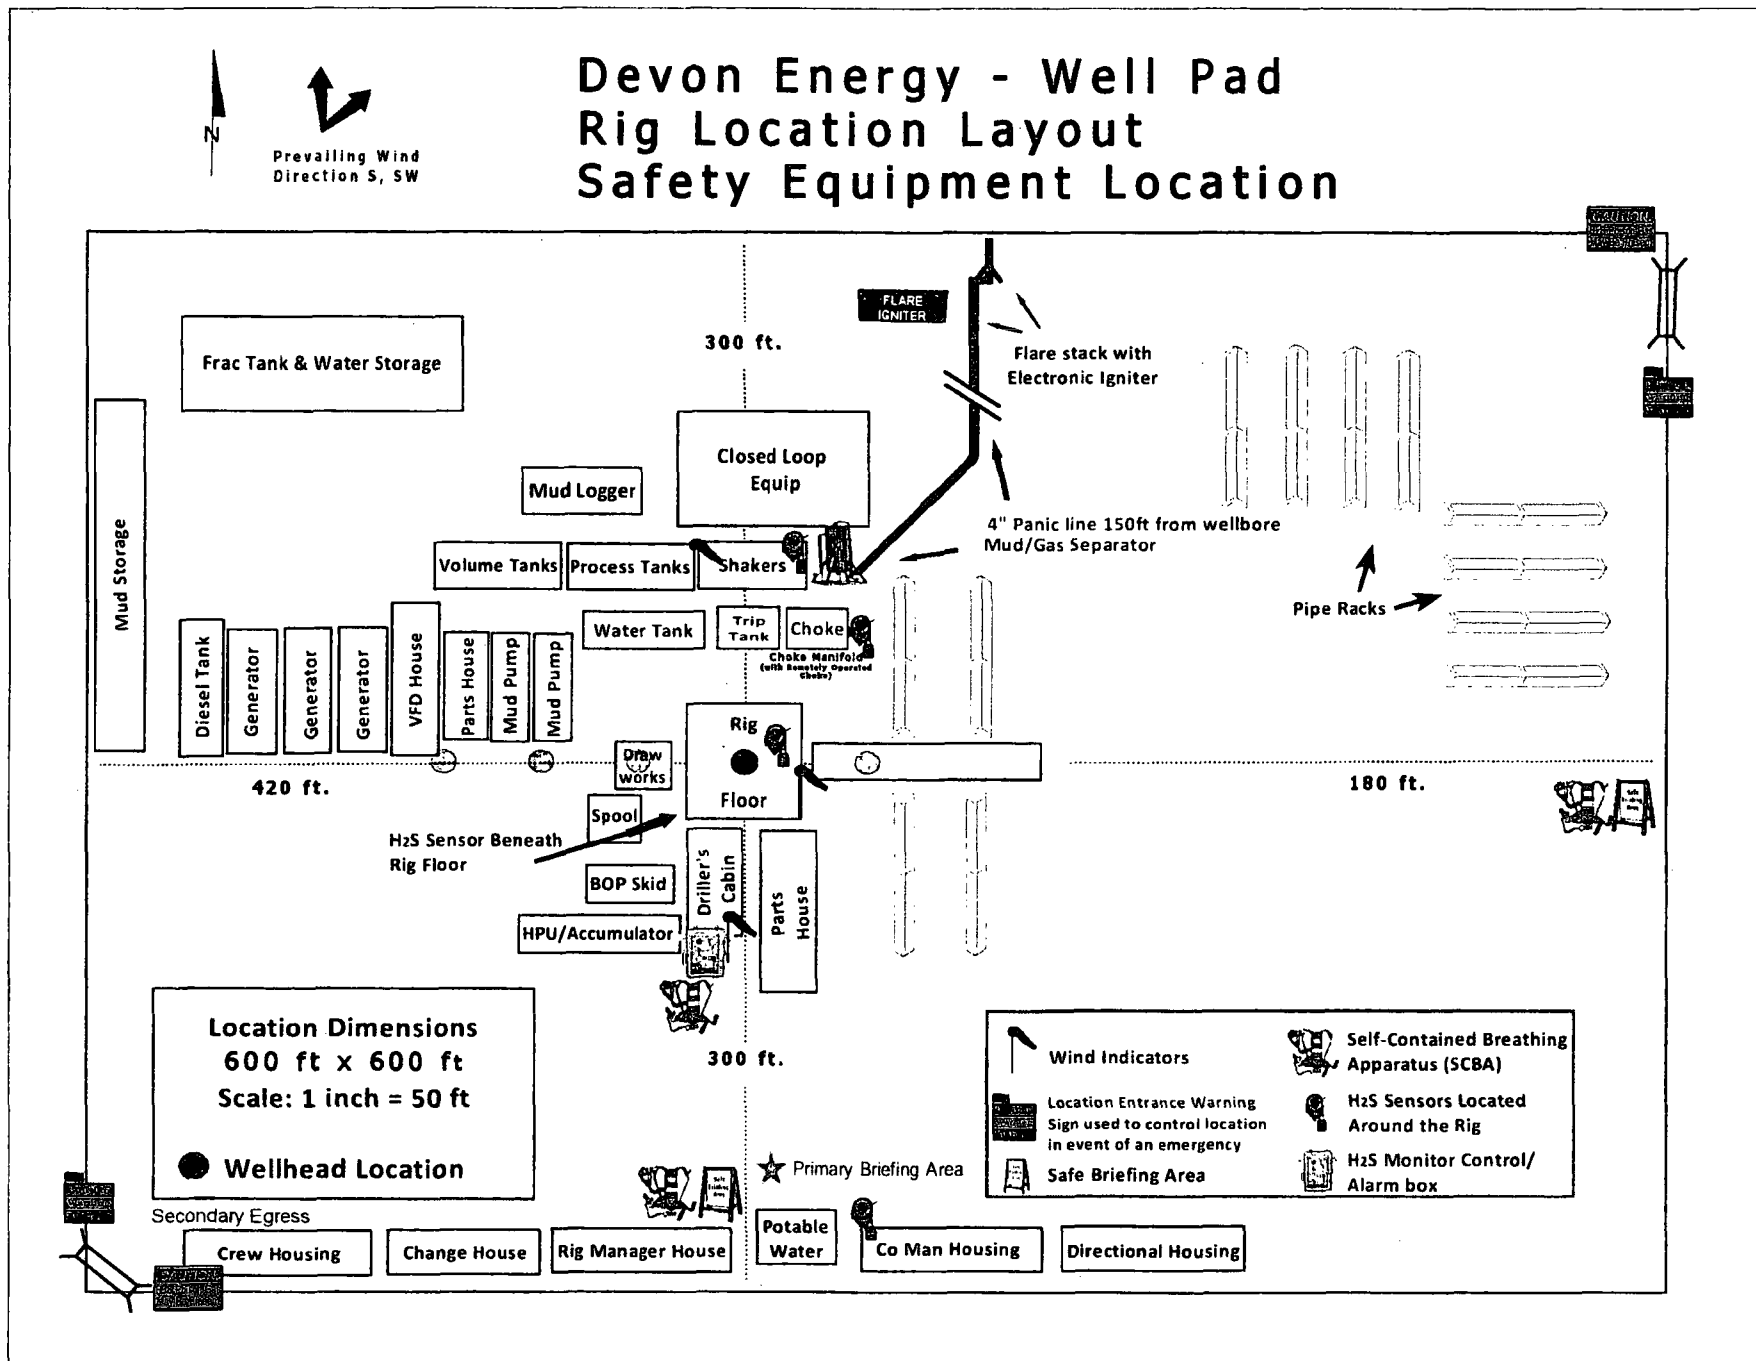 Devon Energy - Well Pad
Rig Location Layout
Safety Equipment Location
N
Prevailing Wind
Direction S, SW
CAUTION
FLARE
IGNITER
300 ft.
Flare stack with
Electronic Igniter
Frac Tank & Water Storage
Closed Loop
Equip
Mud Logger
4" Panic line 150ft from wellbore
Mud/Gas Separator
Mud Storage
Volume Tanks
Process Tanks
Shakers
Pipe Racks
Water Tank
Trip
Tank
Choke
Choke Manifold
(with Remotely Operated
Choke)
Diesel Tank
Generator
Generator
Generator
VFD House
Parts House
Mud Pump
Mud Pump
Rig
Floor
Draw
works
420 ft.
180 ft.
Spool
H2S Sensor Beneath
Rig Floor
BOP Skid
Driller's
Cabin
Parts
House
HPU/Accumulator
Location Dimensions
600 ft x 600 ft
Scale: 1 inch = 50 ft
Wellhead Location
300 ft.
Wind Indicators
Self-Contained Breathing
Apparatus (SCBA)
Location Entrance Warning
Sign used to control location
in event of an emergency
H2S Sensors Located
Around the Rig
Safe Briefing Area
H2S Monitor Control/
Alarm box
Primary Briefing Area
Secondary Egress
Crew Housing
Change House
Rig Manager House
Potable
Water
Co Man Housing
Directional Housing